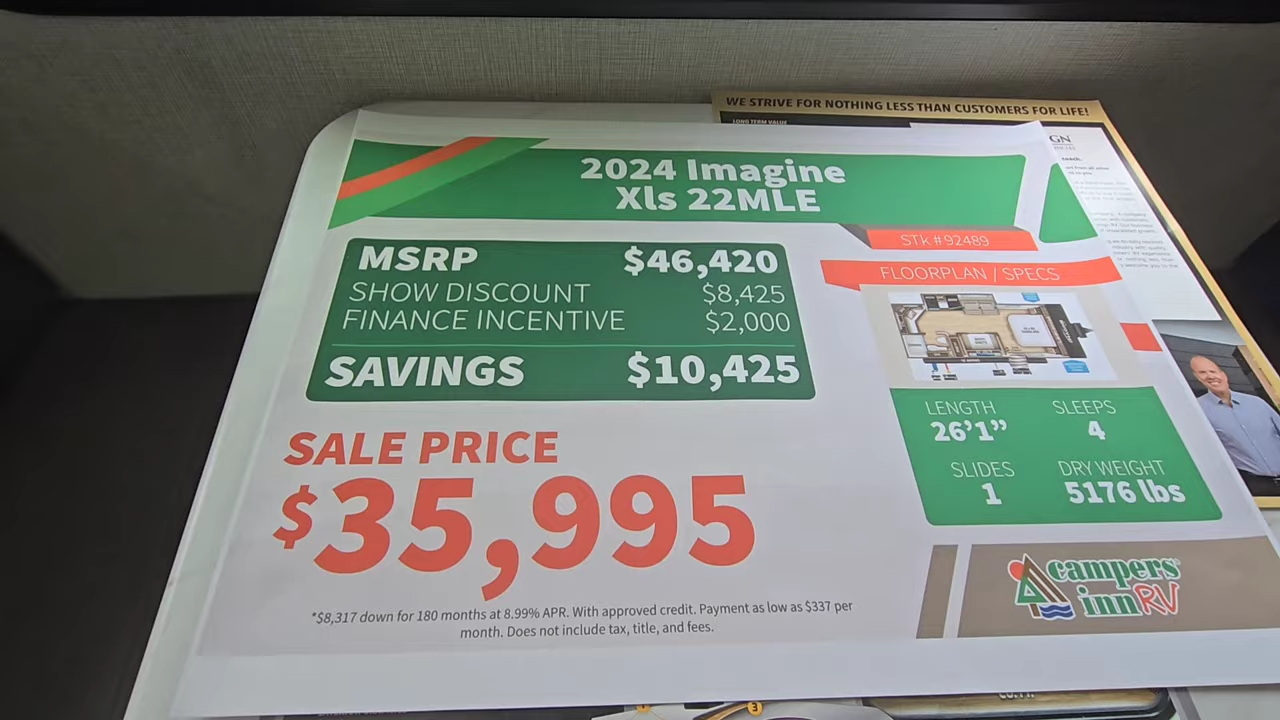 WE STRIVE FOR NOTHING LESS THAN CUSTOMERS FOR LIFE!
LONG TERM VALUE
2024 Imagine
Xls 22MLE
STK #92489
MSRP $46,420
SHOW DISCOUNT $8,425
FINANCE INCENTIVE $2,000
SAVINGS $10,425
FLOORPLAN / SPECS
LENGTH SLEEPS
26'1” 4
SLIDES DRY WEIGHT
1 5176 lbs
SALE PRICE
$35,995
*$8,317 down for 180 months at 8.99% APR. With approved credit. Payment as low as $337 per
month. Does not include tax, title, and fees.
campers
inn RV